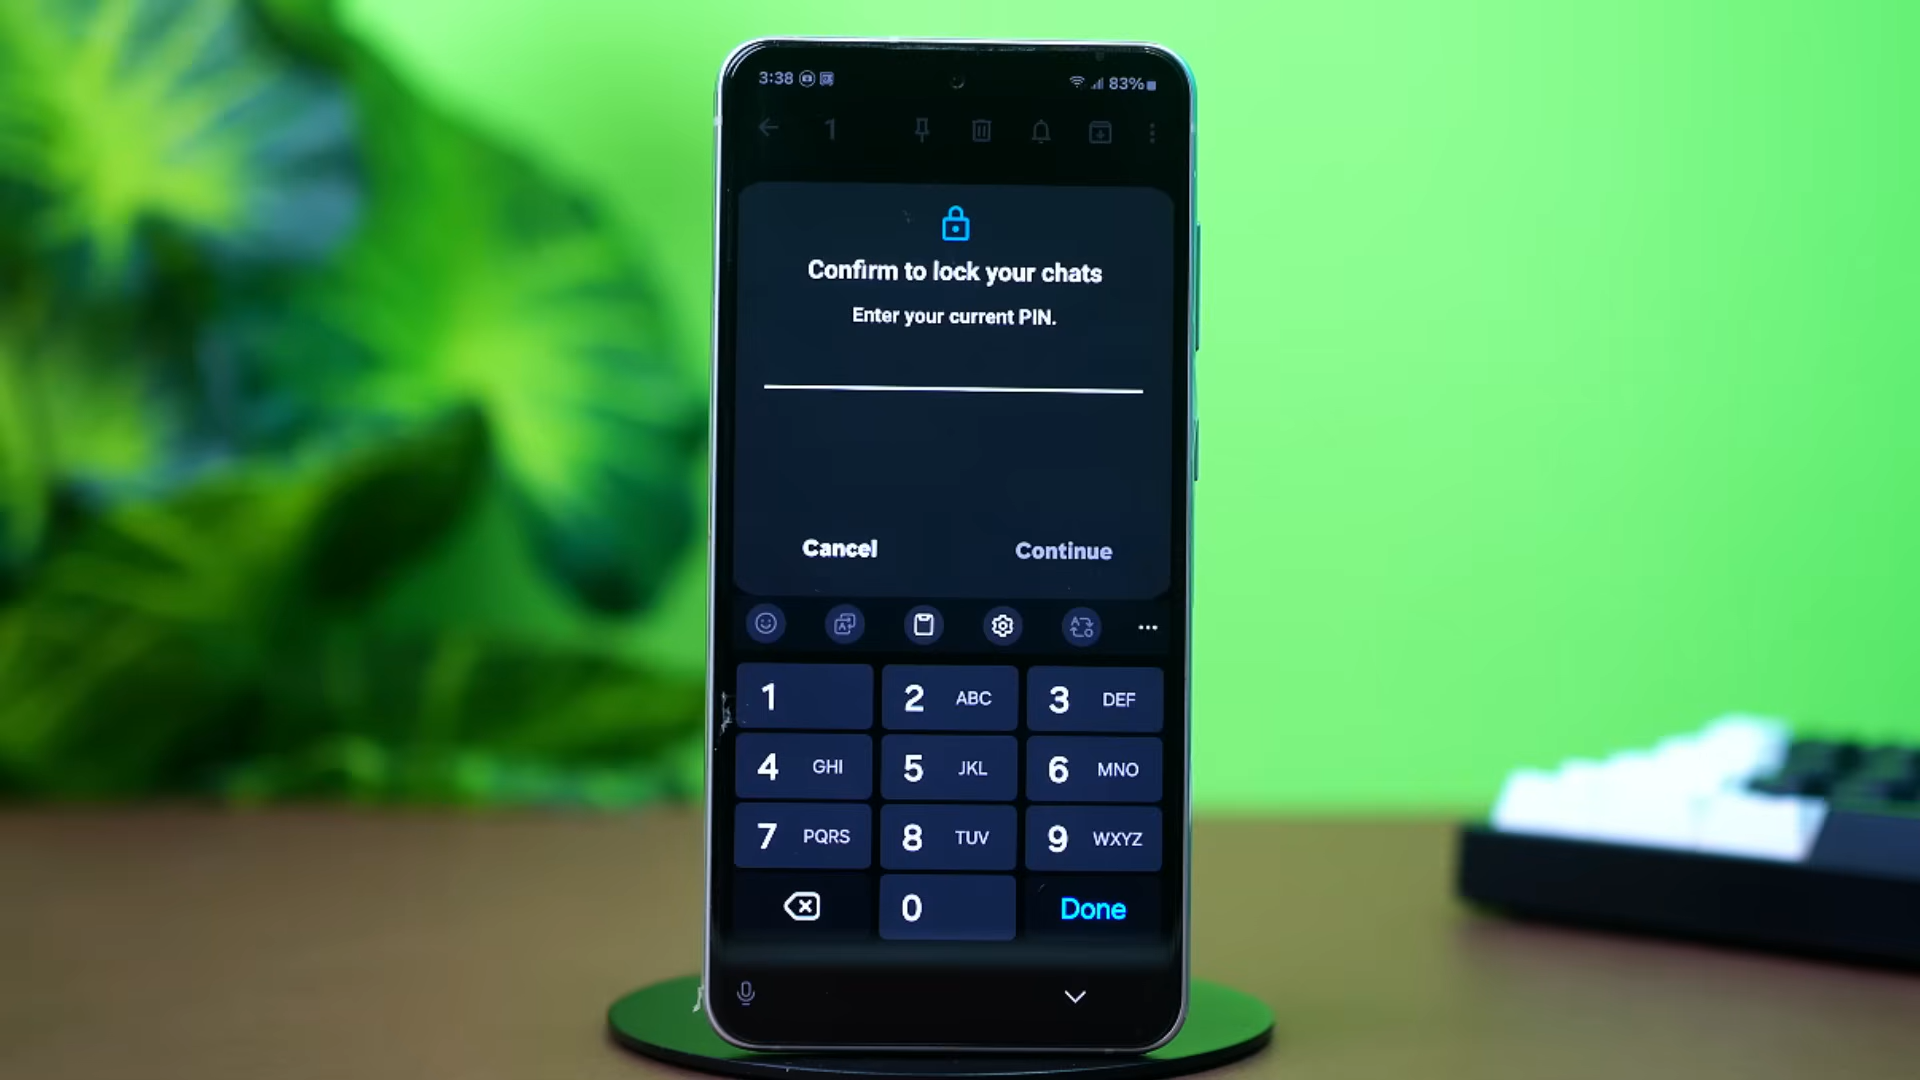 3:38 83%
1
Confirm to lock your chats
Enter your current PIN.
Cancel Continue
1 2 ABC 3 DEF
4 GHI 5 JKL 6 MNO
7 PQRS 8 TUV 9 WXYZ
0 Done